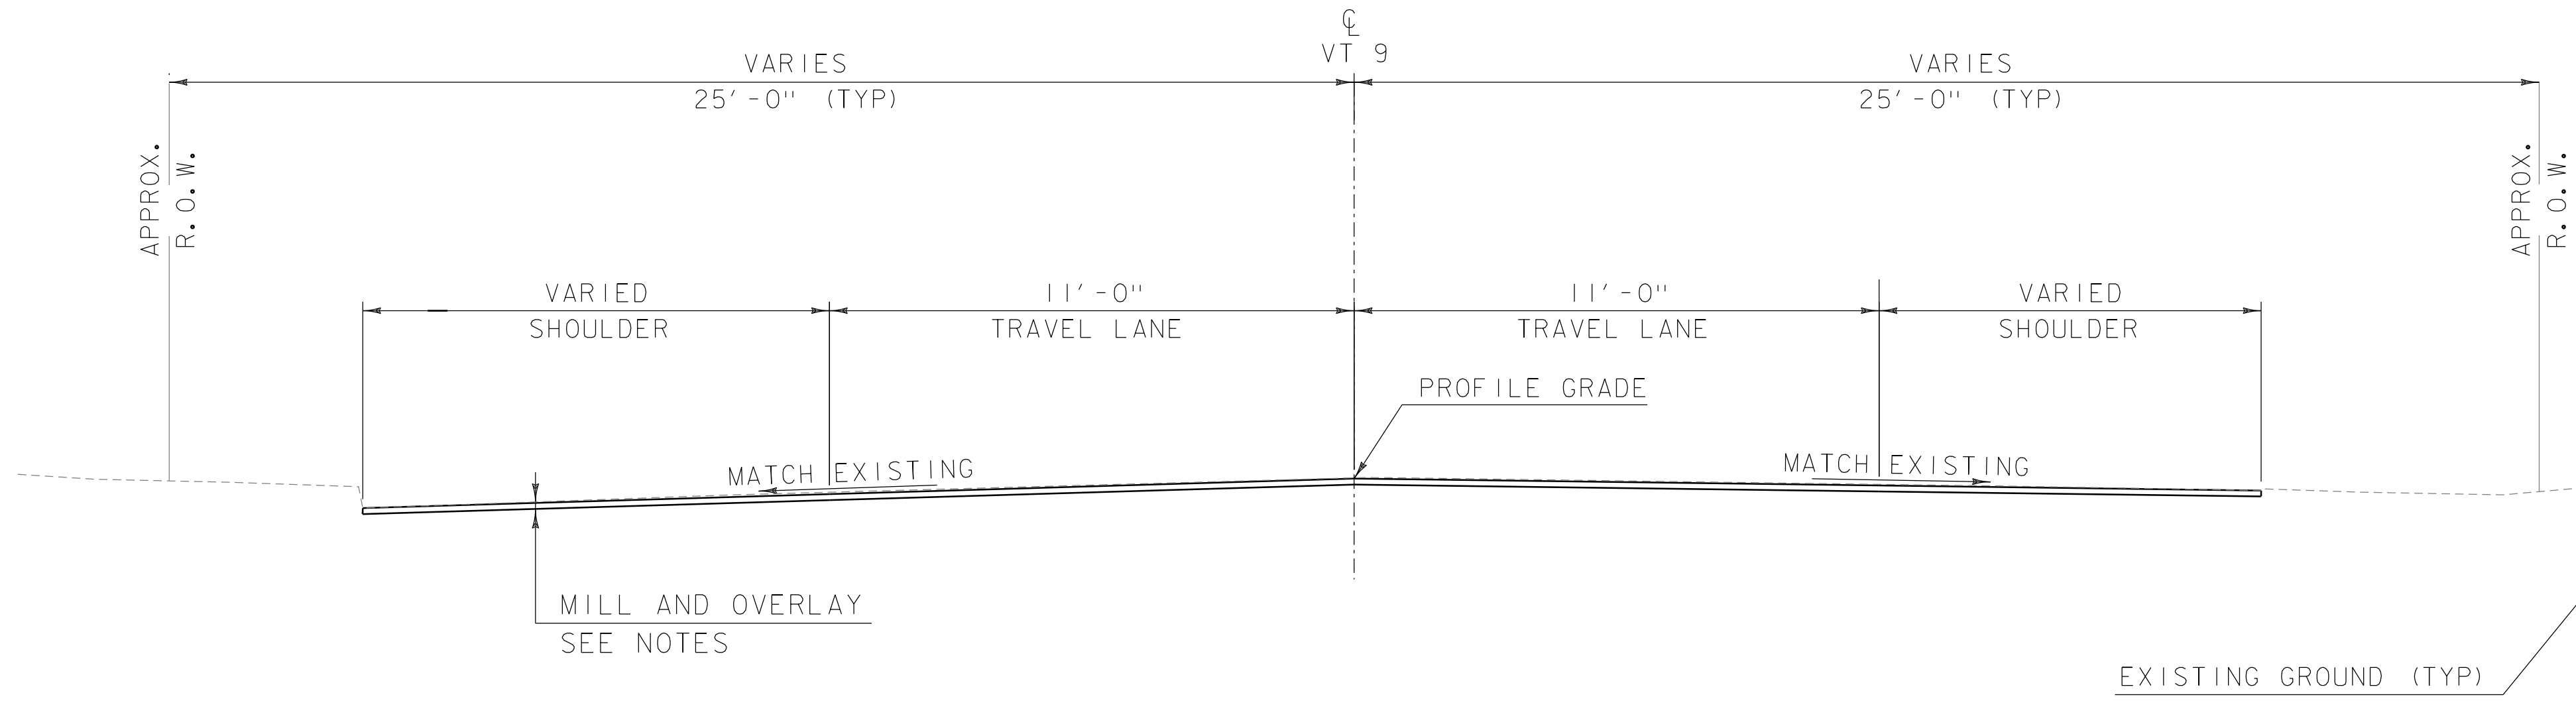 ℄
VT 9
VARIES
25'-0" (TYP)
VARIES
25'-0" (TYP)
APPROX.
R.O.W.
APPROX.
R.O.W.
VARIED
SHOULDER
11'-0"
TRAVEL LANE
11'-0"
TRAVEL LANE
VARIED
SHOULDER
PROFILE GRADE
MATCH EXISTING
MATCH EXISTING
MILL AND OVERLAY
SEE NOTES
EXISTING GROUND (TYP)